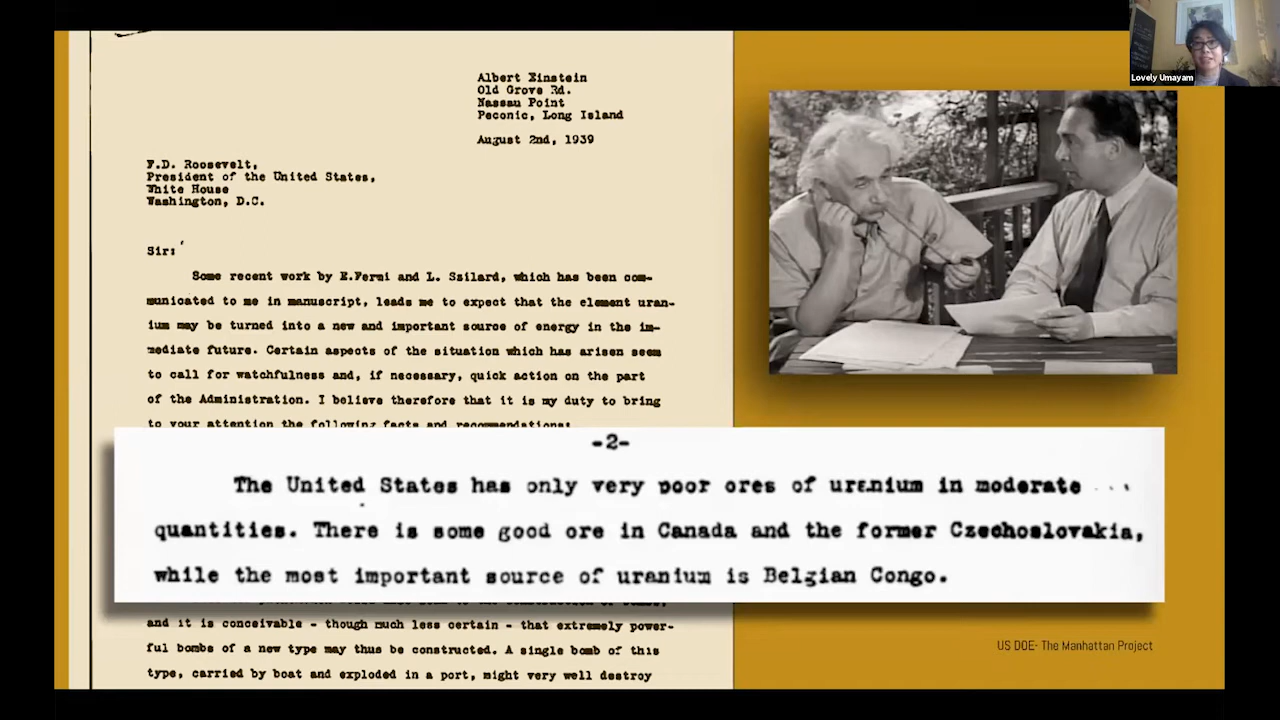 Lovely Umayam
Albert Einstein
Old Grove Rd.
Nassau Point
Peconic, Long Island
August 2nd, 1939
F.D. Roosevelt,
President of the United States,
White House
Washington, D.C.
Sir:
Some recent work by E.Fermi and L. Szilard, which has been com-
municated to me in manuscript, leads me to expect that the element uran-
ium may be turned into a new and important source of energy in the im-
mediate future. Certain aspects of the situation which has arisen seem
to call for watchfulness and, if necessary, quick action on the part
of the Administration. I believe therefore that it is my duty to bring
to your attention the following facts and recommendations:
-2-
The United States has only very poor ores of uranium in moderate
quantities. There is some good ore in Canada and the former Czechoslovakia,
while the most important source of uranium is Belgian Congo.
and it is conceivable - though much less certain - that extremely power-
ful bombs of a new type may thus be constructed. A single bomb of this
type, carried by boat and exploded in a port, might very well destroy
US DOE- The Manhattan Project